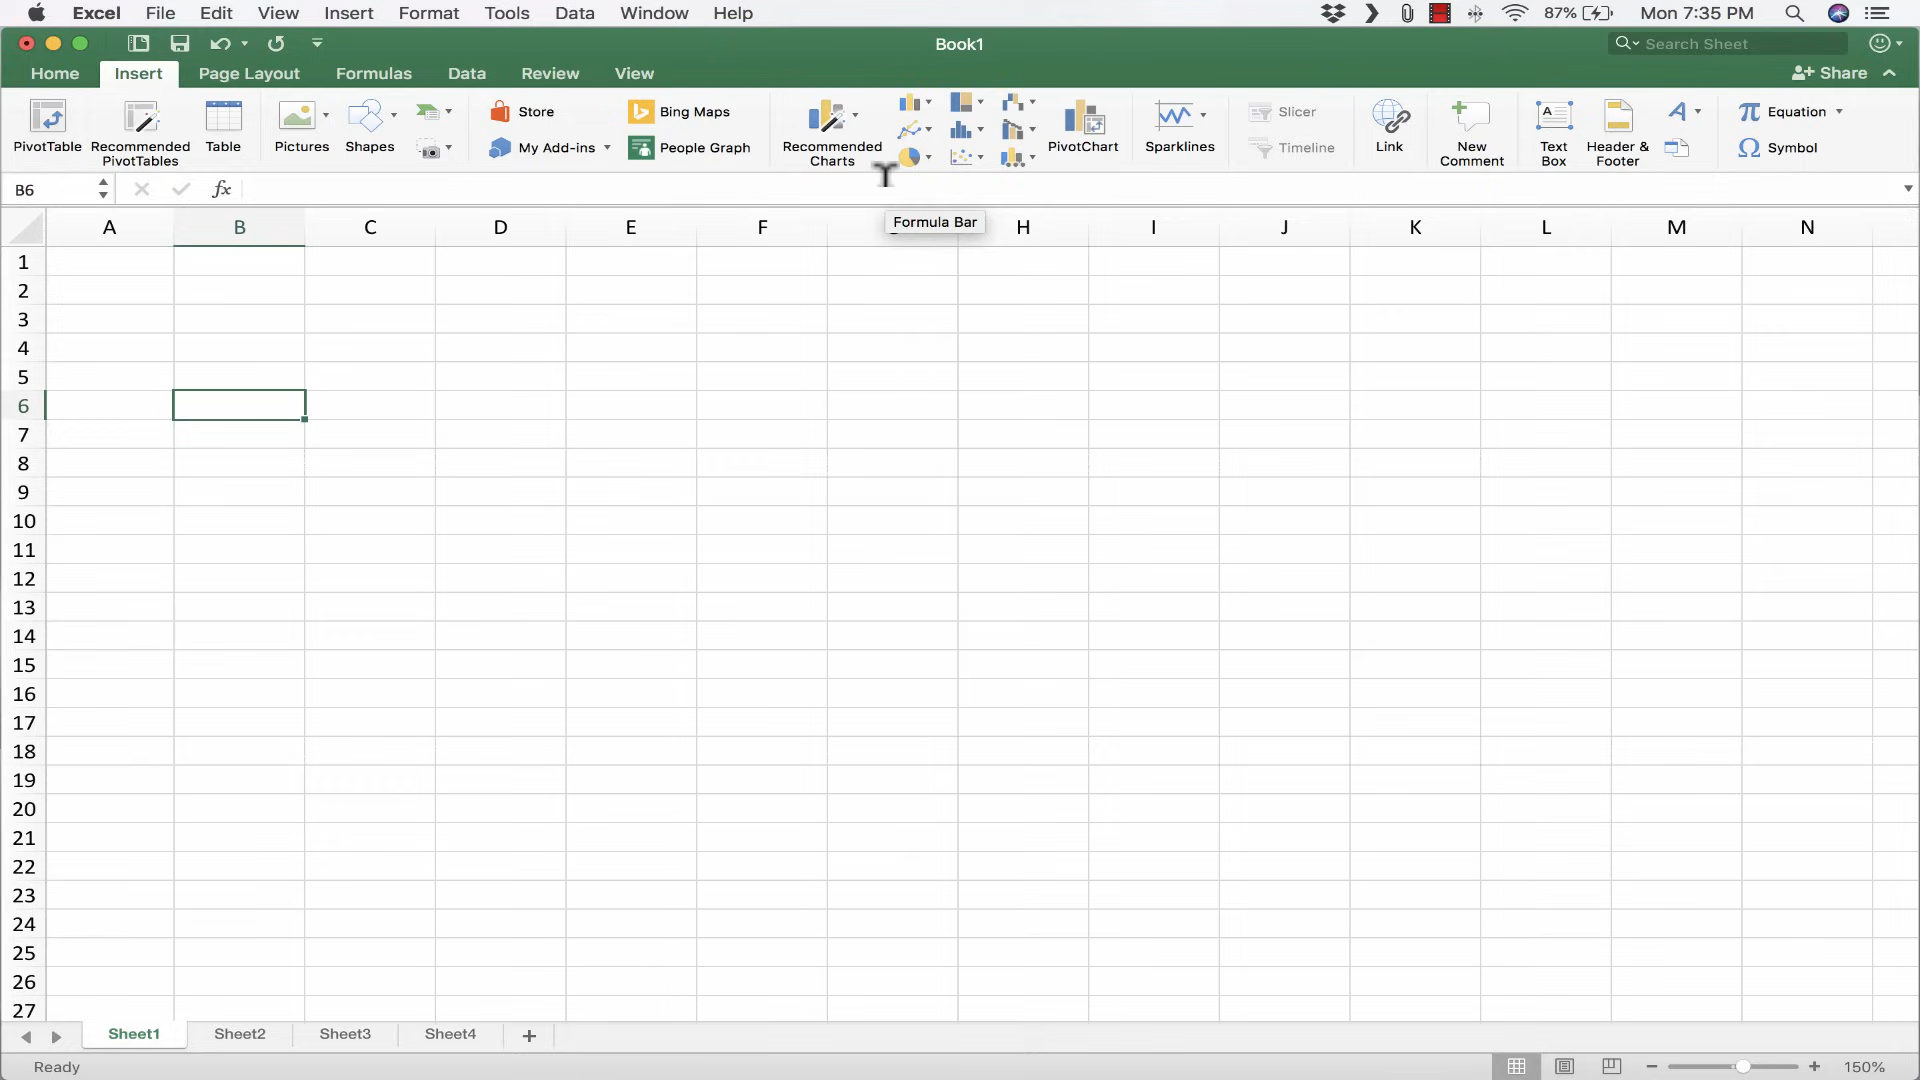 Excel File Edit View Insert Format Tools Data Window Help 87% Mon 7:35 PM
Book1 Search Sheet
Home Insert Page Layout Formulas Data Review View Share
PivotTable
Recommended
PivotTables
Table
Pictures
Shapes
Store
My Add-ins
Bing Maps
People Graph
Recommended
Charts
PivotChart
Sparklines
Slicer
Timeline
Link
New
Comment
Text
Box
Header &
Footer
Equation
Symbol
B6 fx
Formula Bar
A B C D E F H I J K L M N
1
2
3
4
5
6
7
8
9
10
11
12
13
14
15
16
17
18
19
20
21
22
23
24
25
26
27
Sheet1 Sheet2 Sheet3 Sheet4 +
Ready 150%